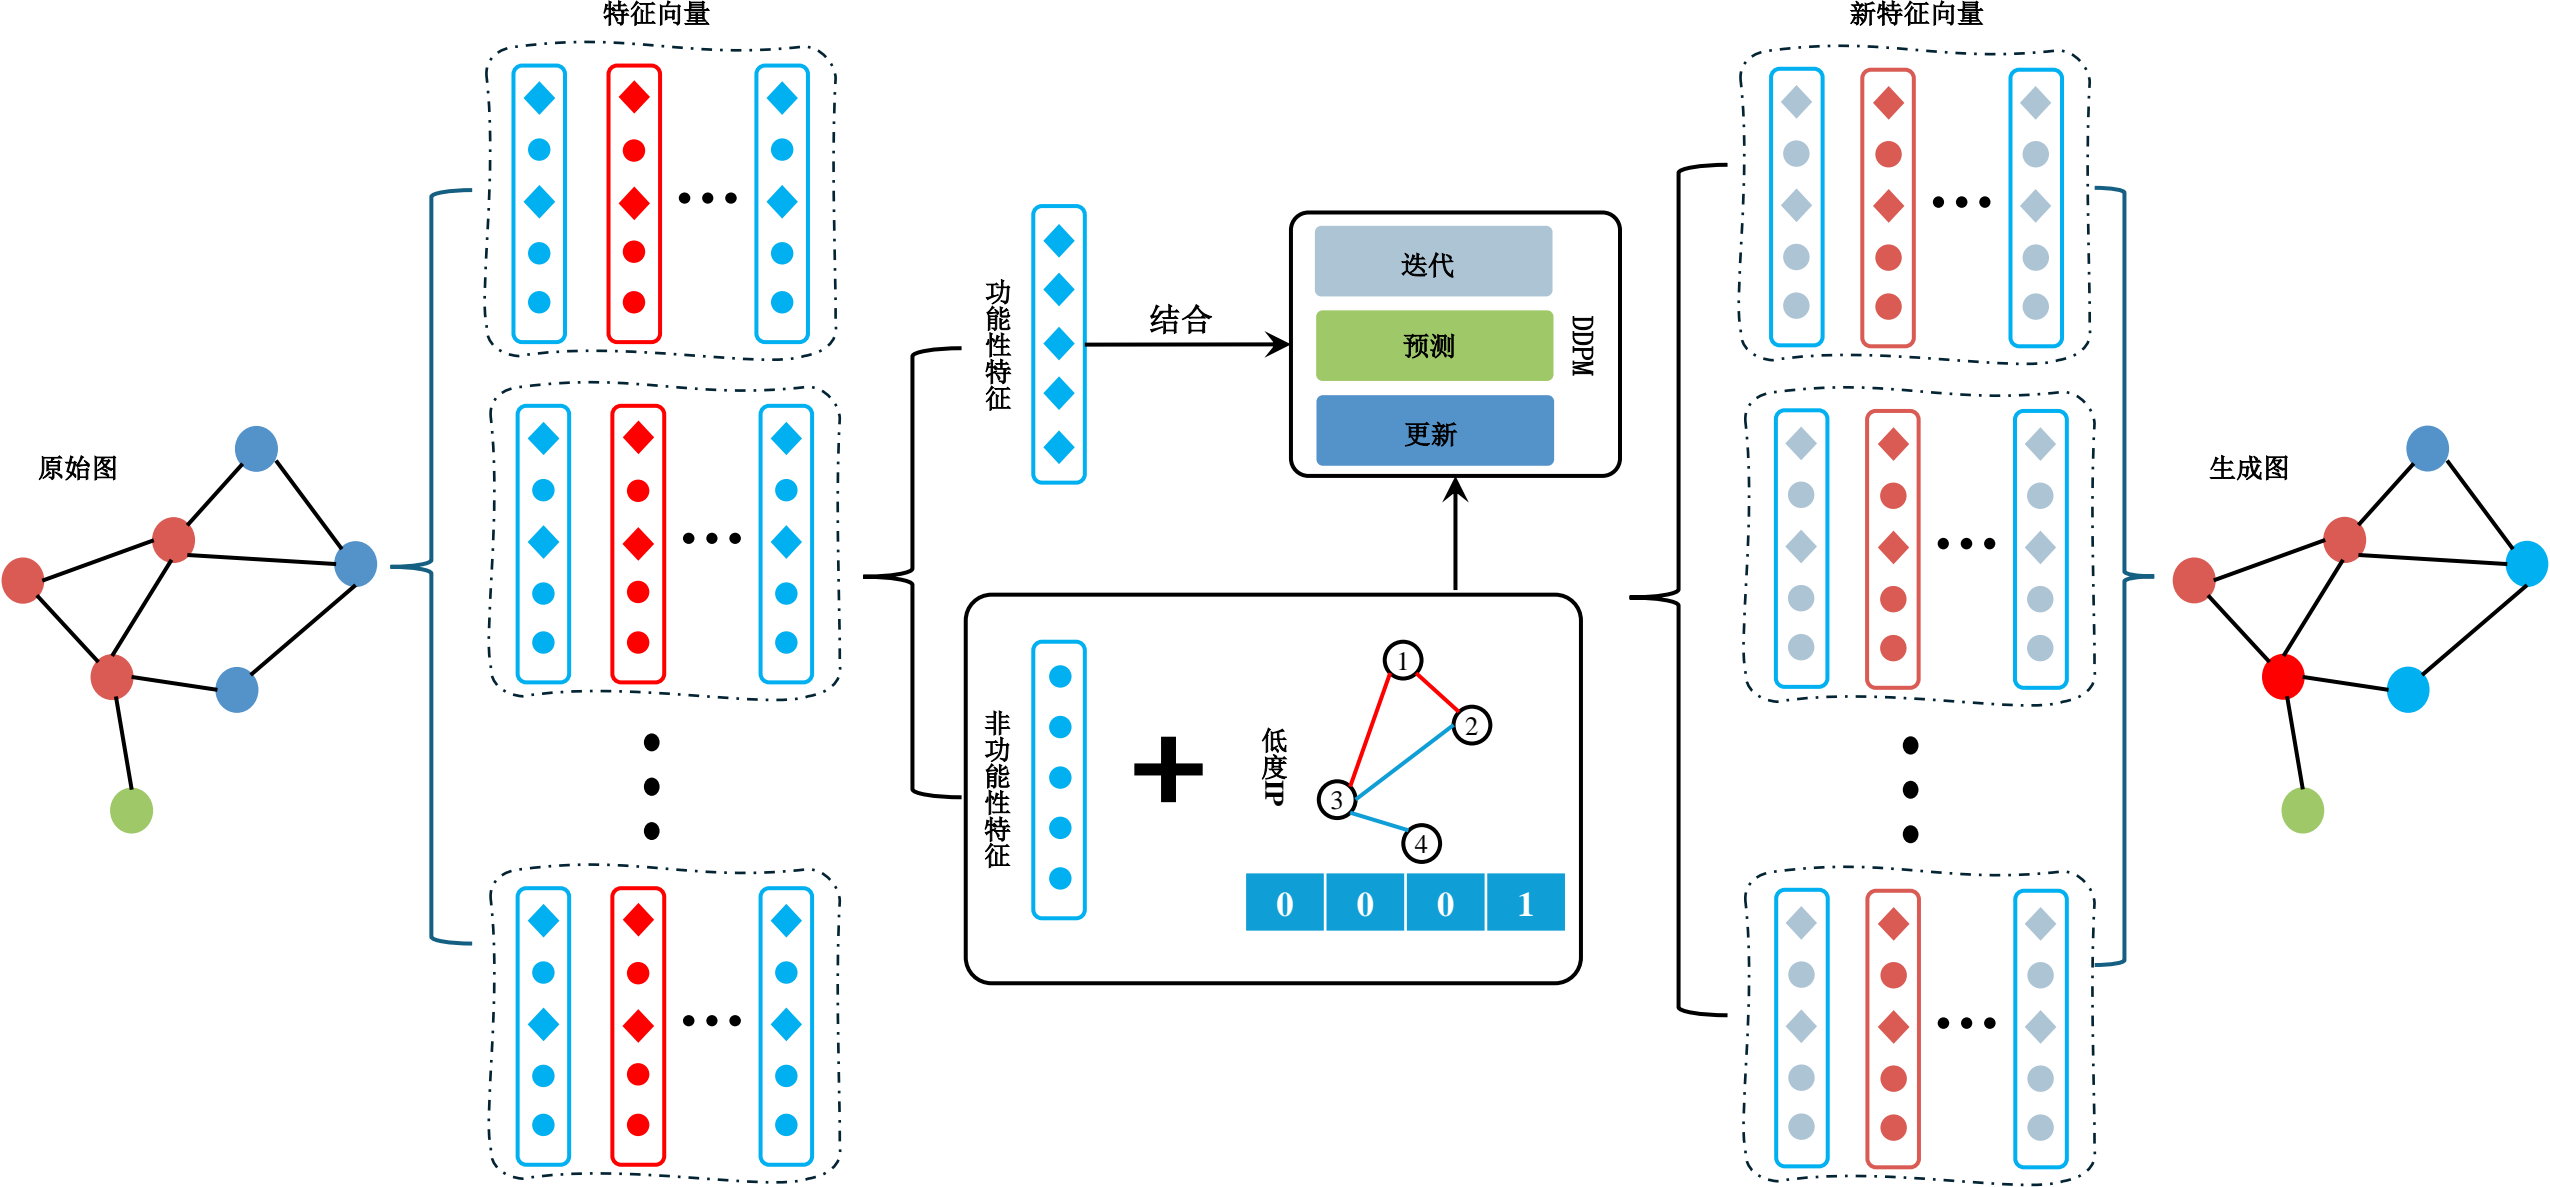 特征向量
新特征向量
原始图
功能性特征
结合
迭代
预测
更新
DDPM
生成图
非功能性特征
低度IP
1
2
3
4
0 0 0 1